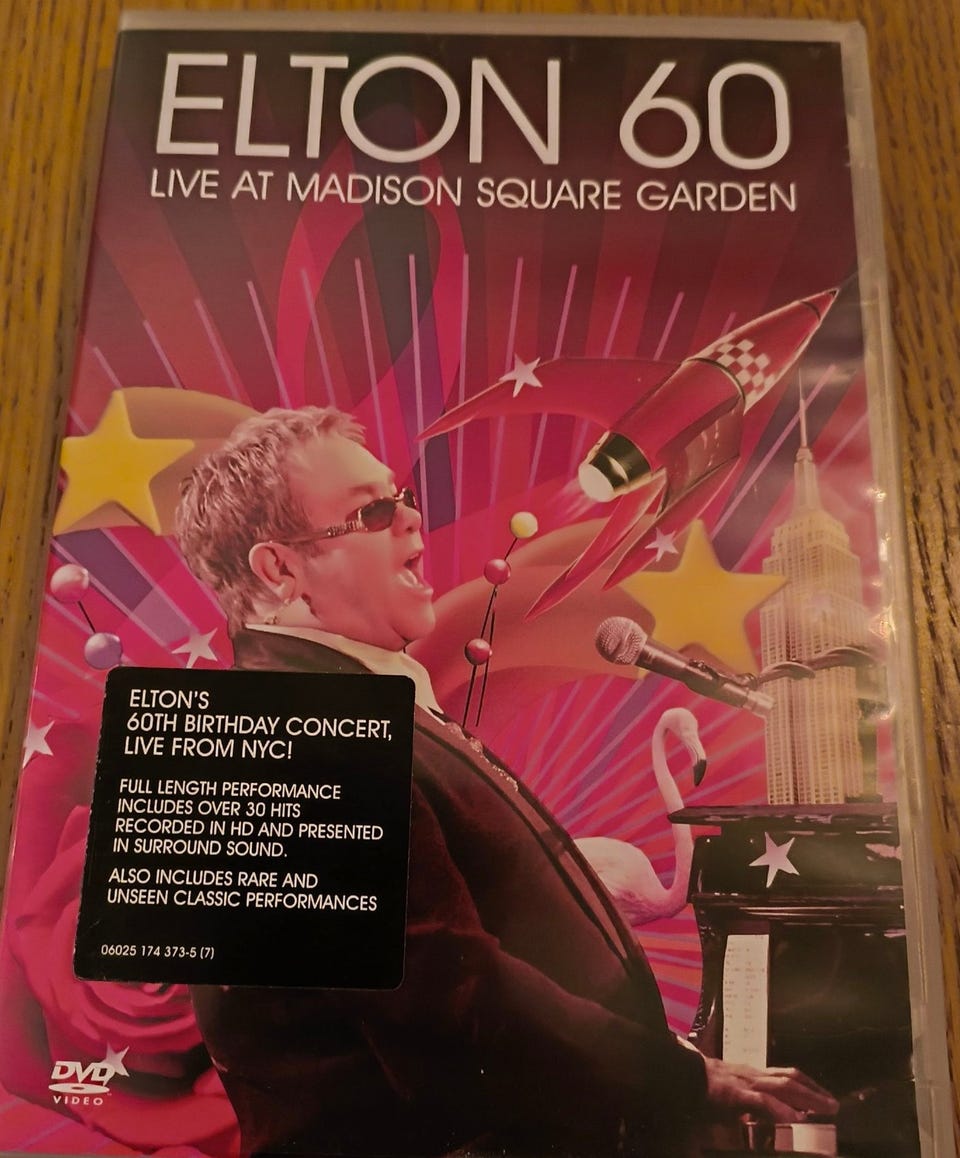 ELTON 60
LIVE AT MADISON SQUARE GARDEN
ELTON'S
60TH BIRTHDAY CONCERT,
LIVE FROM NYC!
FULL LENGTH PERFORMANCE
INCLUDES OVER 30 HITS
RECORDED IN HD AND PRESENTED
IN SURROUND SOUND.
ALSO INCLUDES RARE AND
UNSEEN CLASSIC PERFORMANCES
06025 174 373-5 (7)
DVD
VIDEO